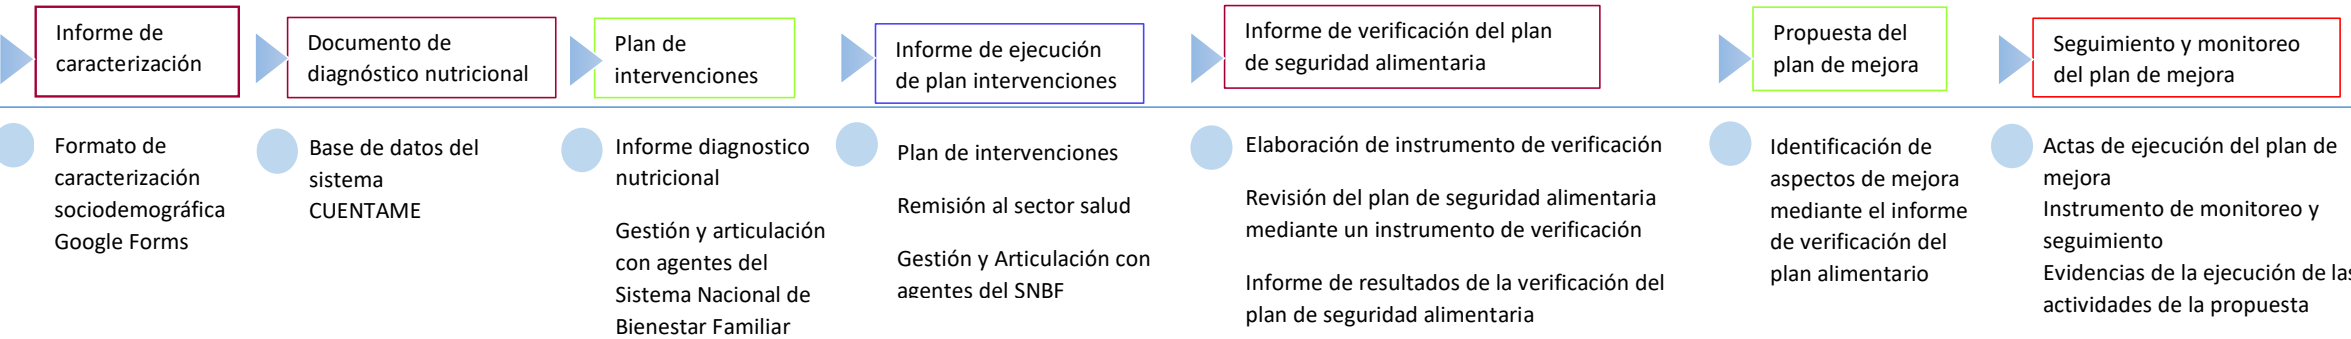 Informe de
caracterización
Documento de
diagnóstico nutricional
Plan de
intervenciones
Informe de ejecución
de plan intervenciones
Informe de verificación del plan
de seguridad alimentaria
Propuesta del
plan de mejora
Seguimiento y monitoreo
del plan de mejora
Formato de
caracterización
sociodemográfica
Google Forms
Base de datos del
sistema
CUENTAME
Informe diagnostico
nutricional
Gestión y articulación
con agentes del
Sistema Nacional de
Bienestar Familiar
Plan de intervenciones
Remisión al sector salud
Gestión y Articulación con
agentes del SNBF
Elaboración de instrumento de verificación
Revisión del plan de seguridad alimentaria
mediante un instrumento de verificación
Informe de resultados de la verificación del
plan de seguridad alimentaria
Identificación de
aspectos de mejora
mediante el informe
de verificación del
plan alimentario
Actas de ejecución del plan de
mejora
Instrumento de monitoreo y
seguimiento
Evidencias de la ejecución de las
actividades de la propuesta